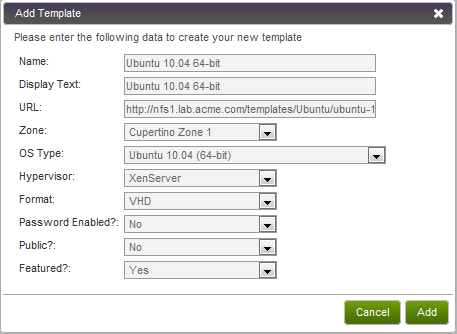 Add Template
Please enter the following data to create your new template
Name: Ubuntu 10.04 64-bit
Display Text: Ubuntu 10.04 64-bit
URL: http://nfs1.lab.acme.com/templates/Ubuntu/ubuntu-1
Zone: Cupertino Zone 1
OS Type: Ubuntu 10.04 (64-bit)
Hypervisor: XenServer
Format: VHD
Password Enabled?: No
Public?: No
Featured?: Yes
Cancel Add